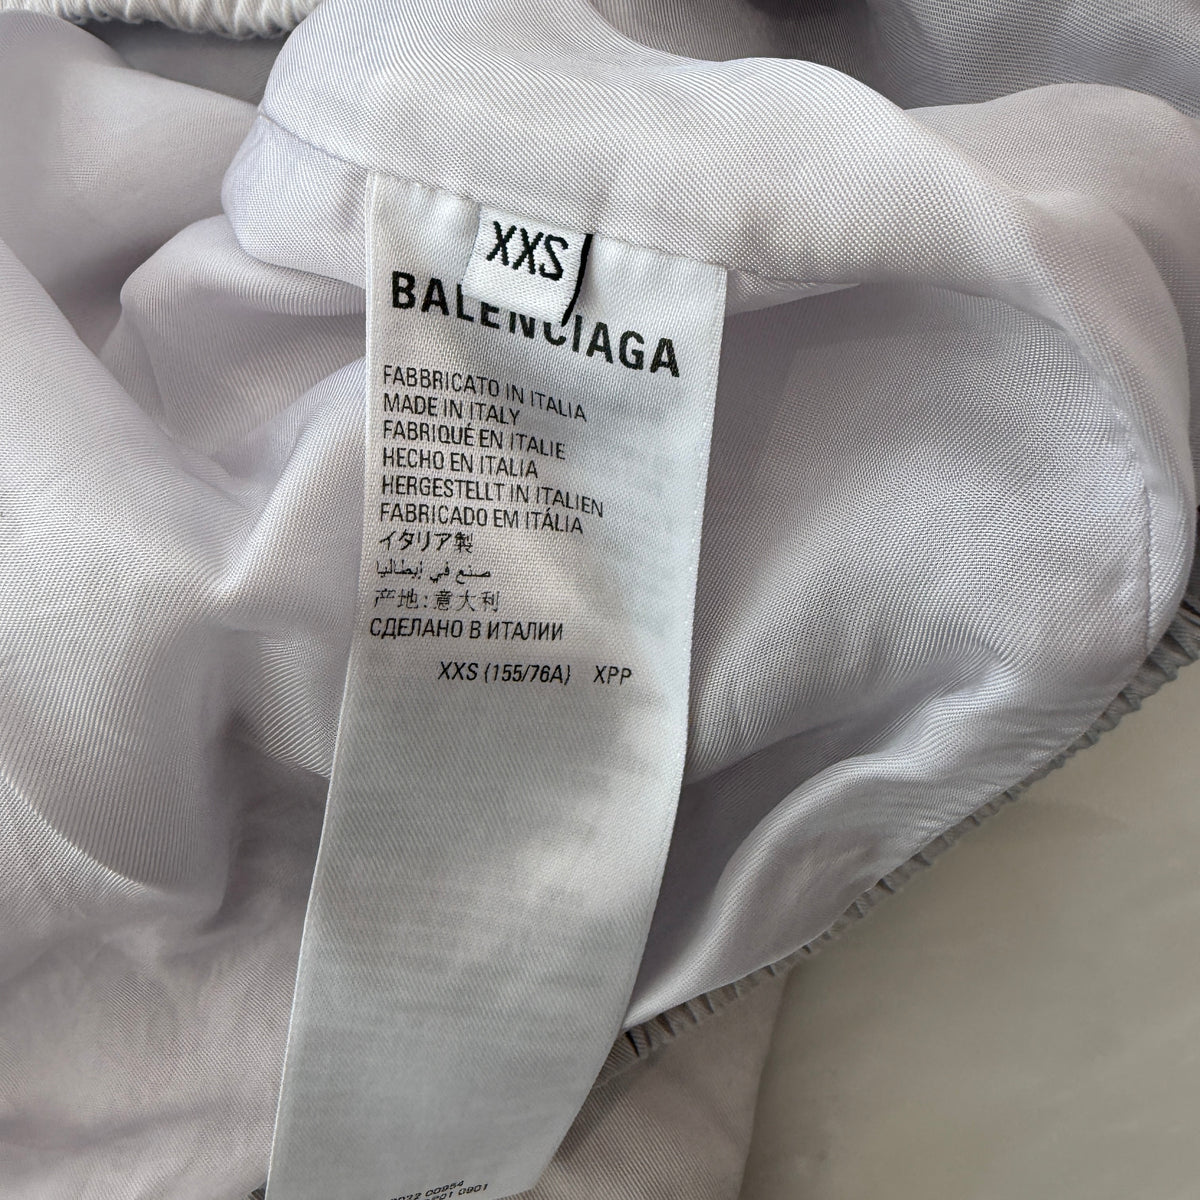 XXS
BALENCIAGA
FABBRICATO IN ITALIA
MADE IN ITALY
FABRIQUÉ EN ITALIE
HECHO EN ITALIA
HERGESTELLT IN ITALIEN
FABRICADO EM ITÁLIA
イタリア製
صنع في إيطاليا
产地:意大利
СДЕЛАНО В ИТАЛИИ
XXS (155/76A) XPP
00954
0901